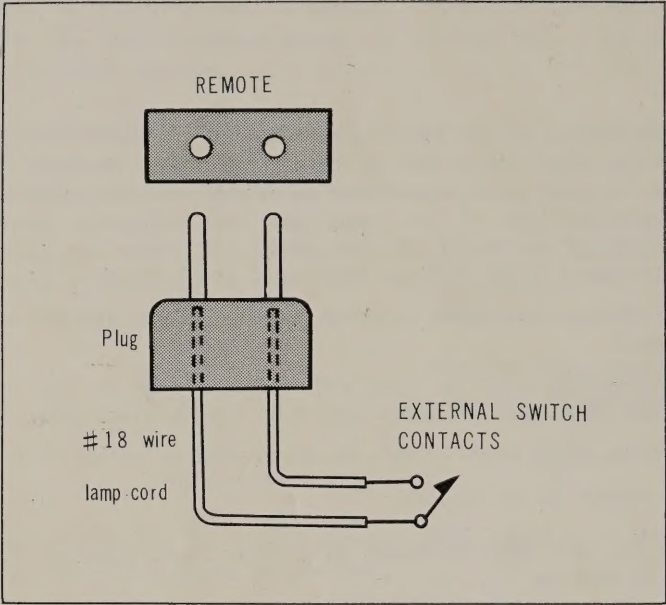 REMOTE
Plug
EXTERNAL SWITCH
CONTACTS
#18 wire
lamp cord